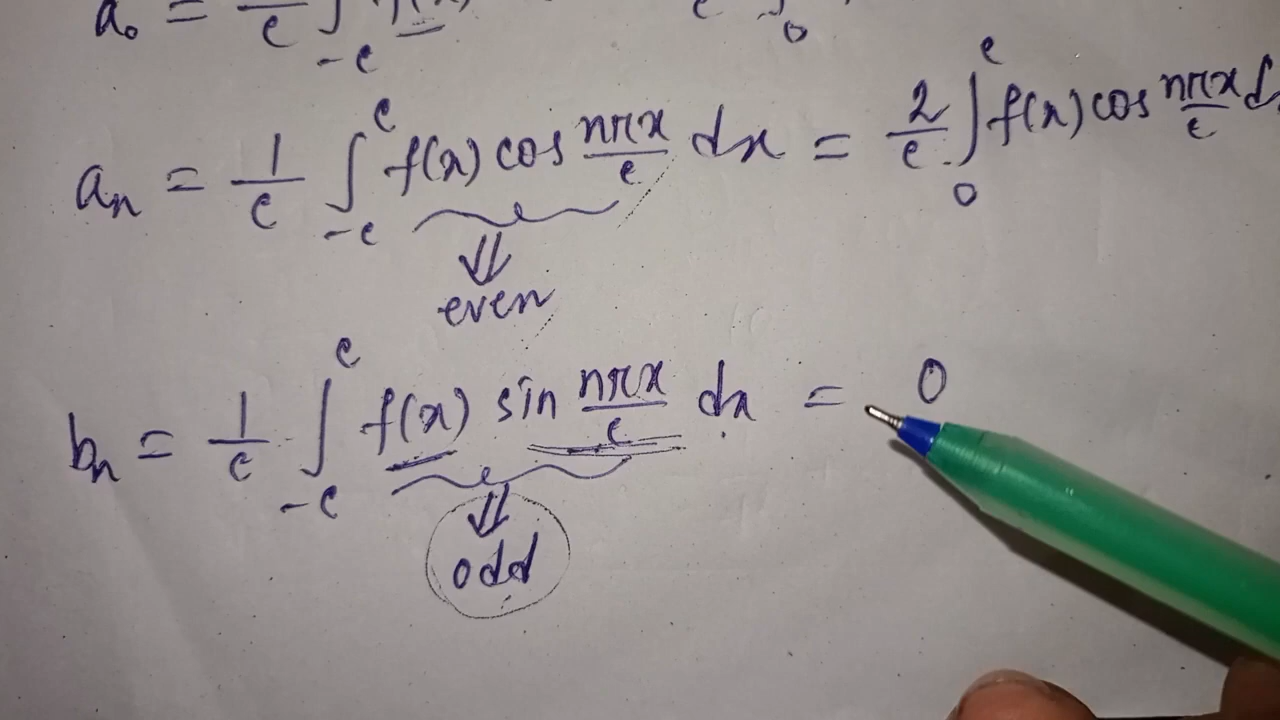 a₀ = 1/c ∫₋c f(x) c ∫₀
aₙ = 1/c ∫₋c^c f(x) cos nπx/c dx = 2/c ∫₀^c f(x) cos nπx/c d
⇓
even
bₙ = 1/c ∫₋c^c f(x) sin nπx/c dx = 0
⇓
odd